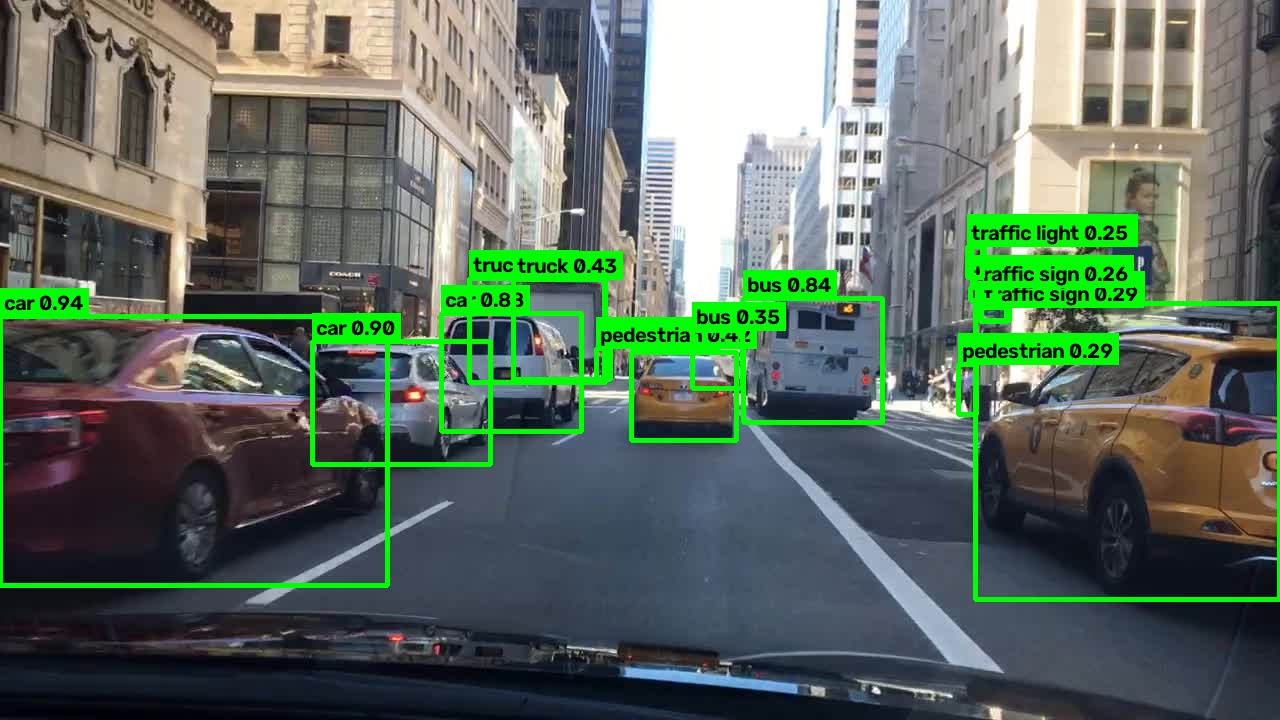 traffic light 0.25
truck 0.43
traffic sign 0.26
COACH
bus 0.84
traffic sign 0.29
car 0.94
bus 0.35
car 0.90
pedestrian 0.29